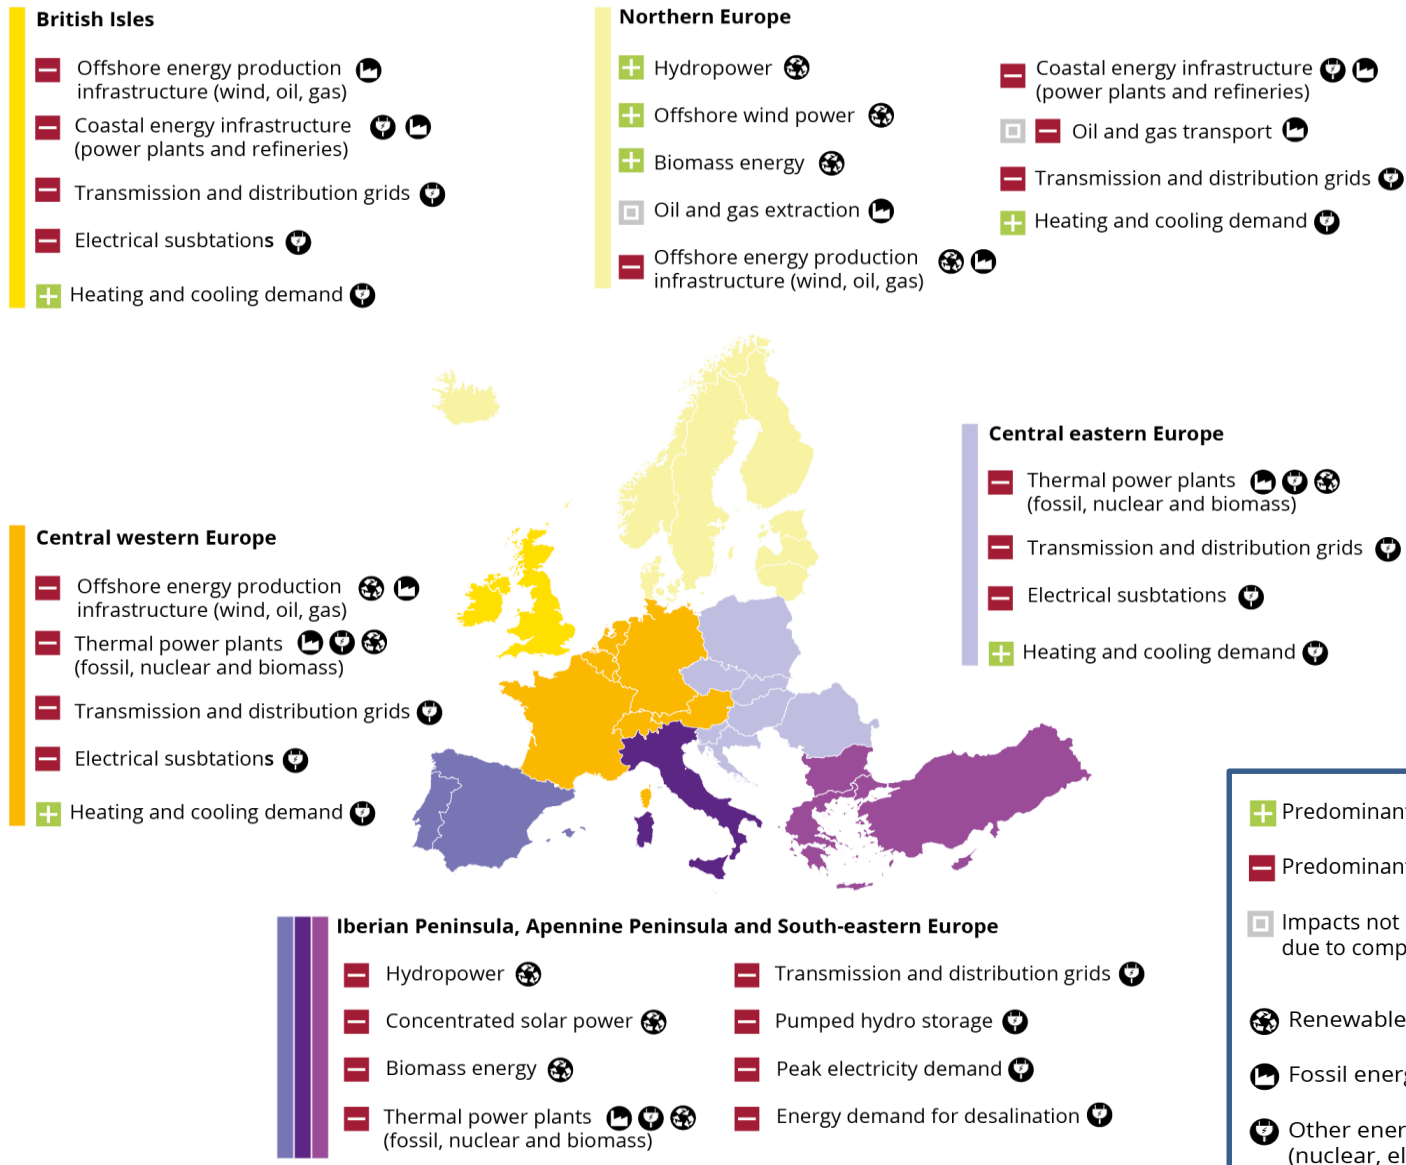 British Isles
Offshore energy production
infrastructure (wind, oil, gas)
Coastal energy infrastructure
(power plants and refineries)
Transmission and distribution grids
Electrical susbtations
Heating and cooling demand
Northern Europe
Hydropower
Offshore wind power
Biomass energy
Oil and gas extraction
Offshore energy production
infrastructure (wind, oil, gas)
Coastal energy infrastructure
(power plants and refineries)
Oil and gas transport
Transmission and distribution grids
Heating and cooling demand
Central eastern Europe
Thermal power plants
(fossil, nuclear and biomass)
Transmission and distribution grids
Electrical susbtations
Heating and cooling demand
Central western Europe
Offshore energy production
infrastructure (wind, oil, gas)
Thermal power plants
(fossil, nuclear and biomass)
Transmission and distribution grids
Electrical susbtations
Heating and cooling demand
Iberian Peninsula, Apennine Peninsula and South-eastern Europe
Hydropower
Concentrated solar power
Biomass energy
Thermal power plants
(fossil, nuclear and biomass)
Transmission and distribution grids
Pumped hydro storage
Peak electricity demand
Energy demand for desalination
Predominan
Predominan
Impacts not
due to comp
Renewable
Fossil energ
Other ener
(nuclear, el